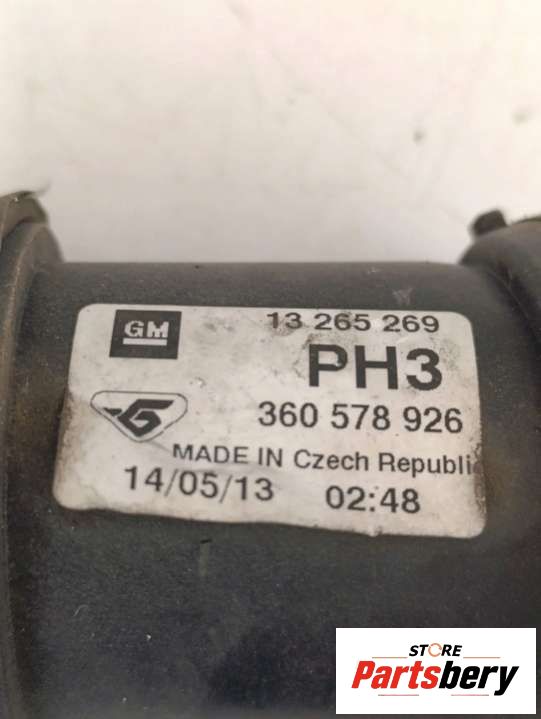 GM
13 265 269
PH3
360 578 926
MADE IN Czech Republi
14/05/13 02:48
STORE
Partsbery